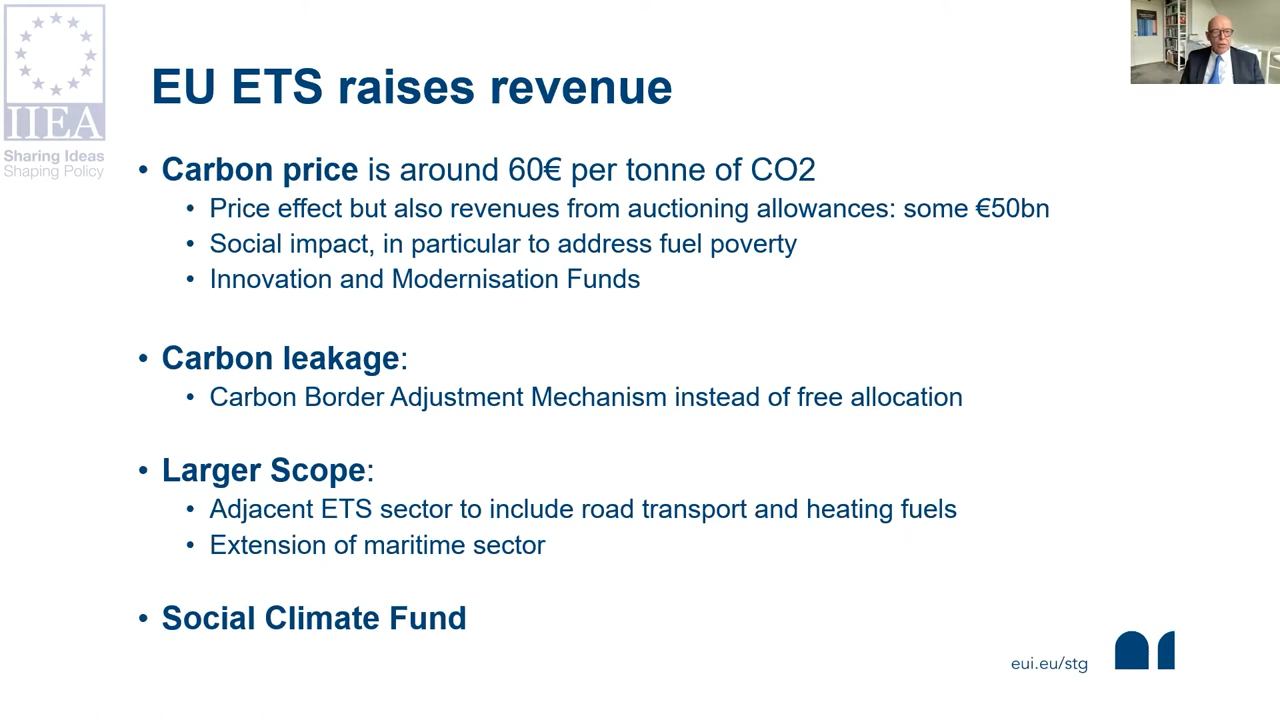 IIEA
Sharing Ideas
Shaping Policy
EU ETS raises revenue
• Carbon price is around 60€ per tonne of CO2
• Price effect but also revenues from auctioning allowances: some €50bn
• Social impact, in particular to address fuel poverty
• Innovation and Modernisation Funds
• Carbon leakage:
• Carbon Border Adjustment Mechanism instead of free allocation
• Larger Scope:
• Adjacent ETS sector to include road transport and heating fuels
• Extension of maritime sector
• Social Climate Fund
eui.eu/stg